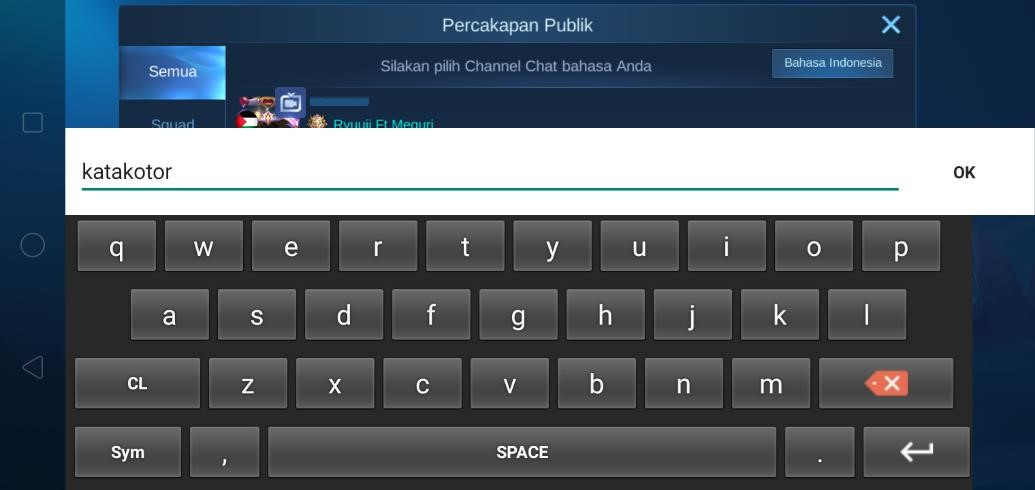 Percakapan Publik
Semua
Silakan pilih Channel Chat bahasa Anda
Bahasa Indonesia
Squad
Ryuuji Ft Meguri
katakotor
OK
q w e r t y u i o p
a s d f g h j k l
CL z x c v b n m
Sym , SPACE .